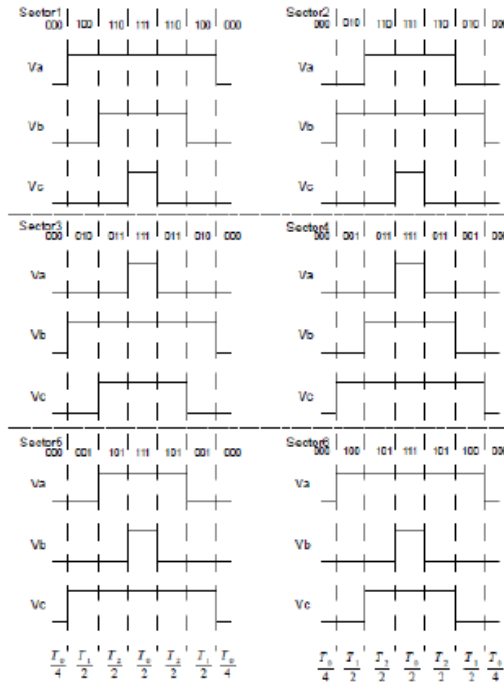 Sector1
000 100 110 111 110 100 000
Va
Vb
Vc
Sector2
000 010 110 111 110 010 000
Va
Vb
Vc
Sector3
000 010 011 111 011 010 000
Va
Vb
Vc
Sector4
000 001 011 111 011 001 000
Va
Vb
Vc
Sector5
000 001 101 111 101 001 000
Va
Vb
Vc
Sector6
000 100 101 111 101 100 000
Va
Vb
Vc
T0/4 T1/2 T2/2 T0/2 T2/2 T1/2 T0/4
T0/4 T1/2 T2/2 T0/2 T2/2 T1/2 T0/4